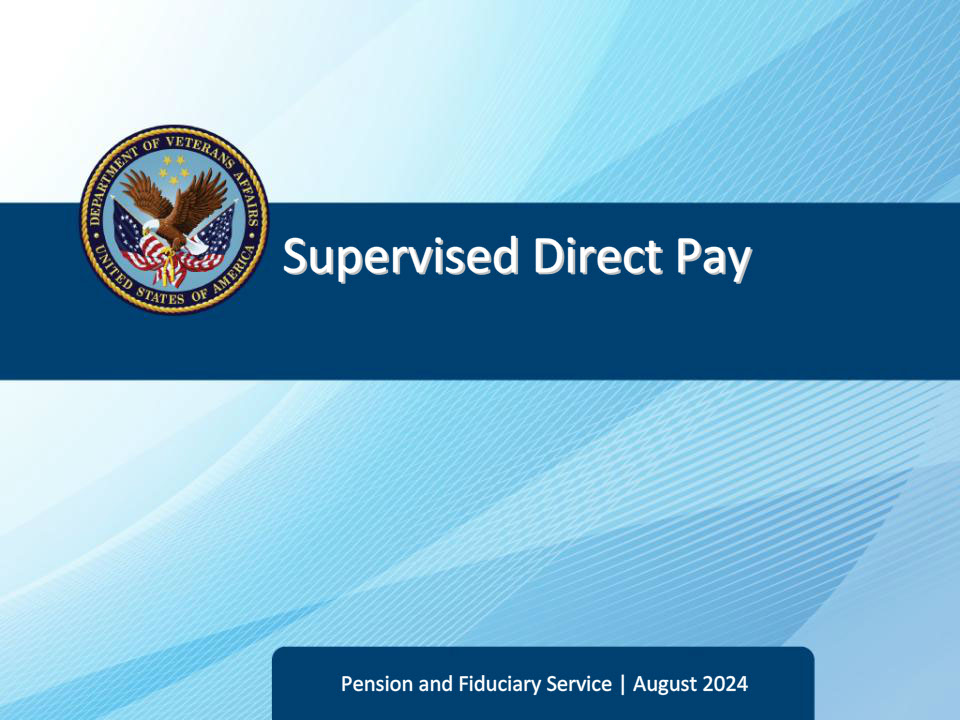 DEPARTMENT OF VETERANS AFFAIRS
UNITED STATES OF AMERICA
Supervised Direct Pay
Pension and Fiduciary Service | August 2024